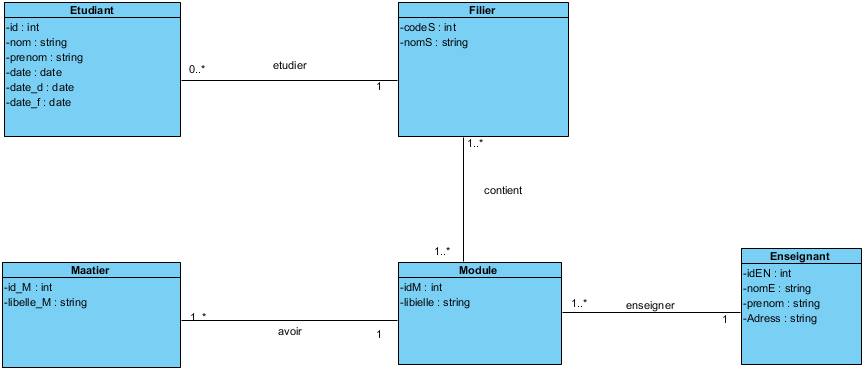 Etudiant
-id : int
-nom : string
-prenom : string
-date : date
-date_d : date
-date_f : date
0..*
etudier
1
Filier
-codeS : int
-nomS : string
1..*
contient
1..*
Maatier
-id_M : int
-libelle_M : string
1..*
avoir
1
Module
-idM : int
-libielle : string
1..*
enseigner
1
Enseignant
-idEN : int
-nomE : string
-prenom : string
-Adress : string